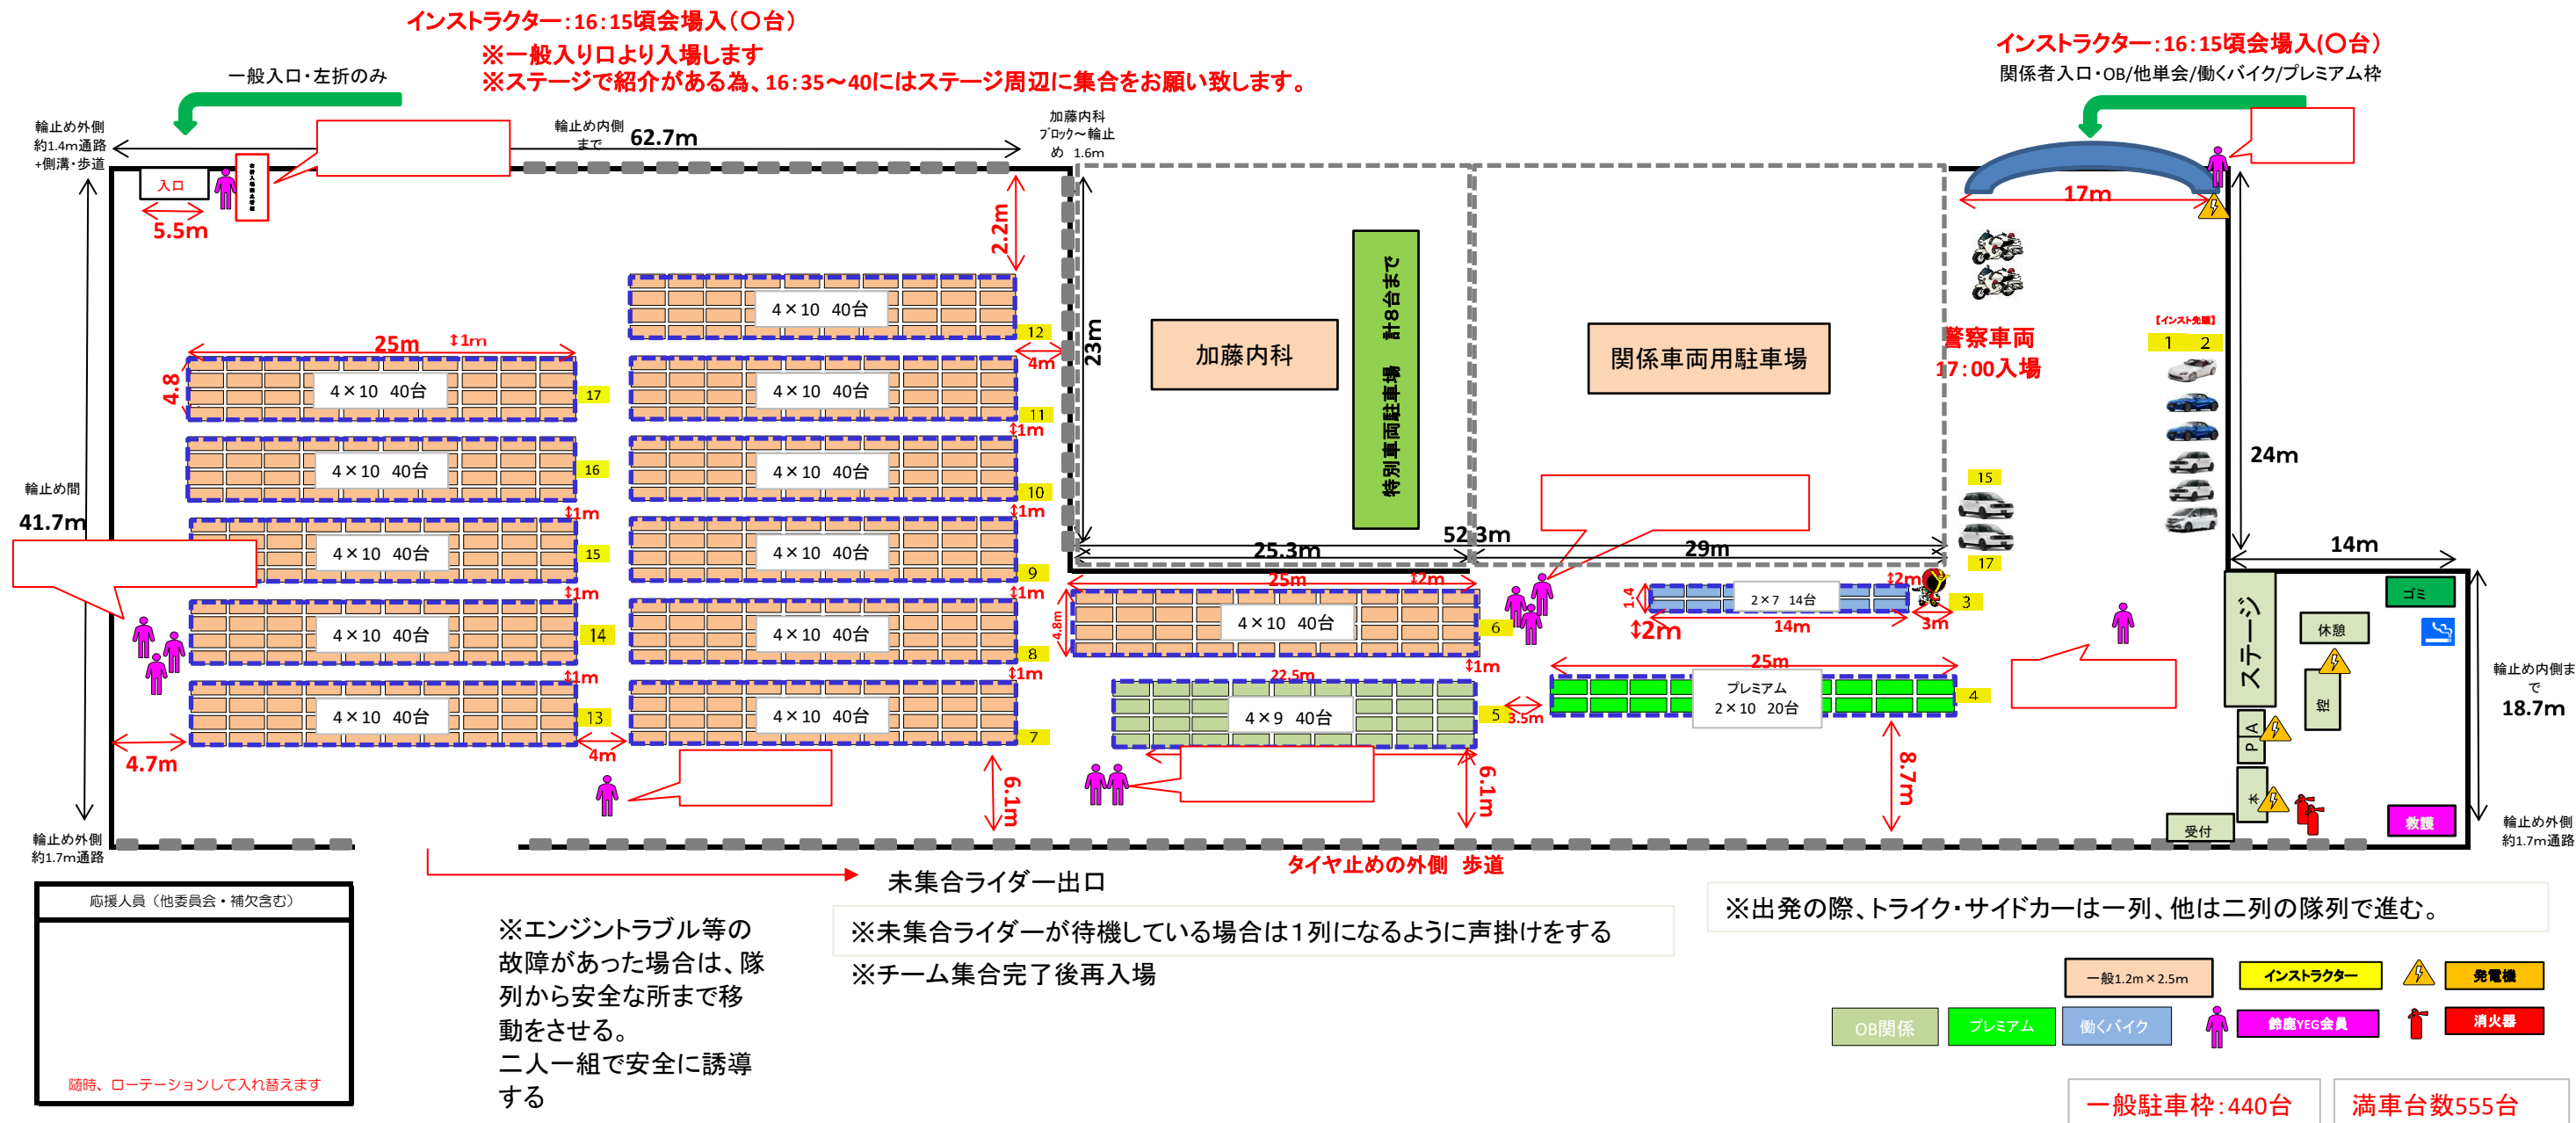 インストラクター：16：15頃会場入（〇台）
※一般入り口より入場します
※ステージで紹介がある為、16：35～40にはステージ周辺に集合をお願い致します。
インストラクター：16：15頃会場入(〇台）
関係者入口・OB/他単会/働くバイク/プレミアム枠
一般入口・左折のみ
輪止め外側
約1.4m通路
+側溝・歩道
輪止め内側
まで
62.7m
加藤内科
ブロック～輪止
め 1.6m
入口
5.5m
2.2m
17m
23m
24m
加藤内科
特別車両駐車場 計8台まで
関係車両用駐車場
警察車両
17：00入場
【インスト先頭】
1 2
15
17
25m
1m
4.8
4×10 40台
17
4×10 40台
16
1m
4×10 40台
15
1m
4×10 40台
14
1m
4×10 40台
13
4.7m
4m
4×10 40台
12
4m
4×10 40台
11
1m
4×10 40台
10
1m
4×10 40台
9
1m
4×10 40台
8
1m
4×10 40台
7
6.1m
輪止め間
41.7m
輪止め外側
約1.7m通路
52.3m
25.3m
29m
25m
2m
4.8m
4×10 40台
6
1m
22.5m
4×9 40台
5
3.5m
6.1m
2m
1.4
2×7 14台
3
2m
14m
3m
25m
プレミアム
2×10 20台
4
8.7m
14m
ステージ
ゴミ
休憩
控
PA
本
受付
救護
輪止め内側ま
で
18.7m
輪止め外側
約1.7m通路
タイヤ止めの外側 歩道
未集合ライダー出口
応援人員（他委員会・補欠含む）
随時、ローテーションして入れ替えます
※エンジントラブル等の
故障があった場合は、隊
列から安全な所まで移
動をさせる。
二人一組で安全に誘導
する
※未集合ライダーが待機している場合は１列になるように声掛けをする
※チーム集合完了後再入場
※出発の際、トライク・サイドカーは一列、他は二列の隊列で進む。
一般1.2m×2.5m
インストラクター
発電機
OB関係
プレミアム
働くバイク
鈴鹿YEG会員
消火器
一般駐車枠：440台
満車台数555台